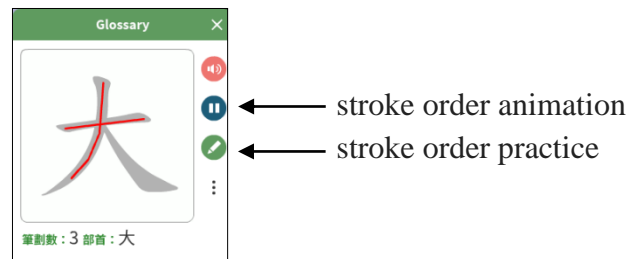 Glossary
大
stroke order animation
stroke order practice
筆劃數：3 部首：大